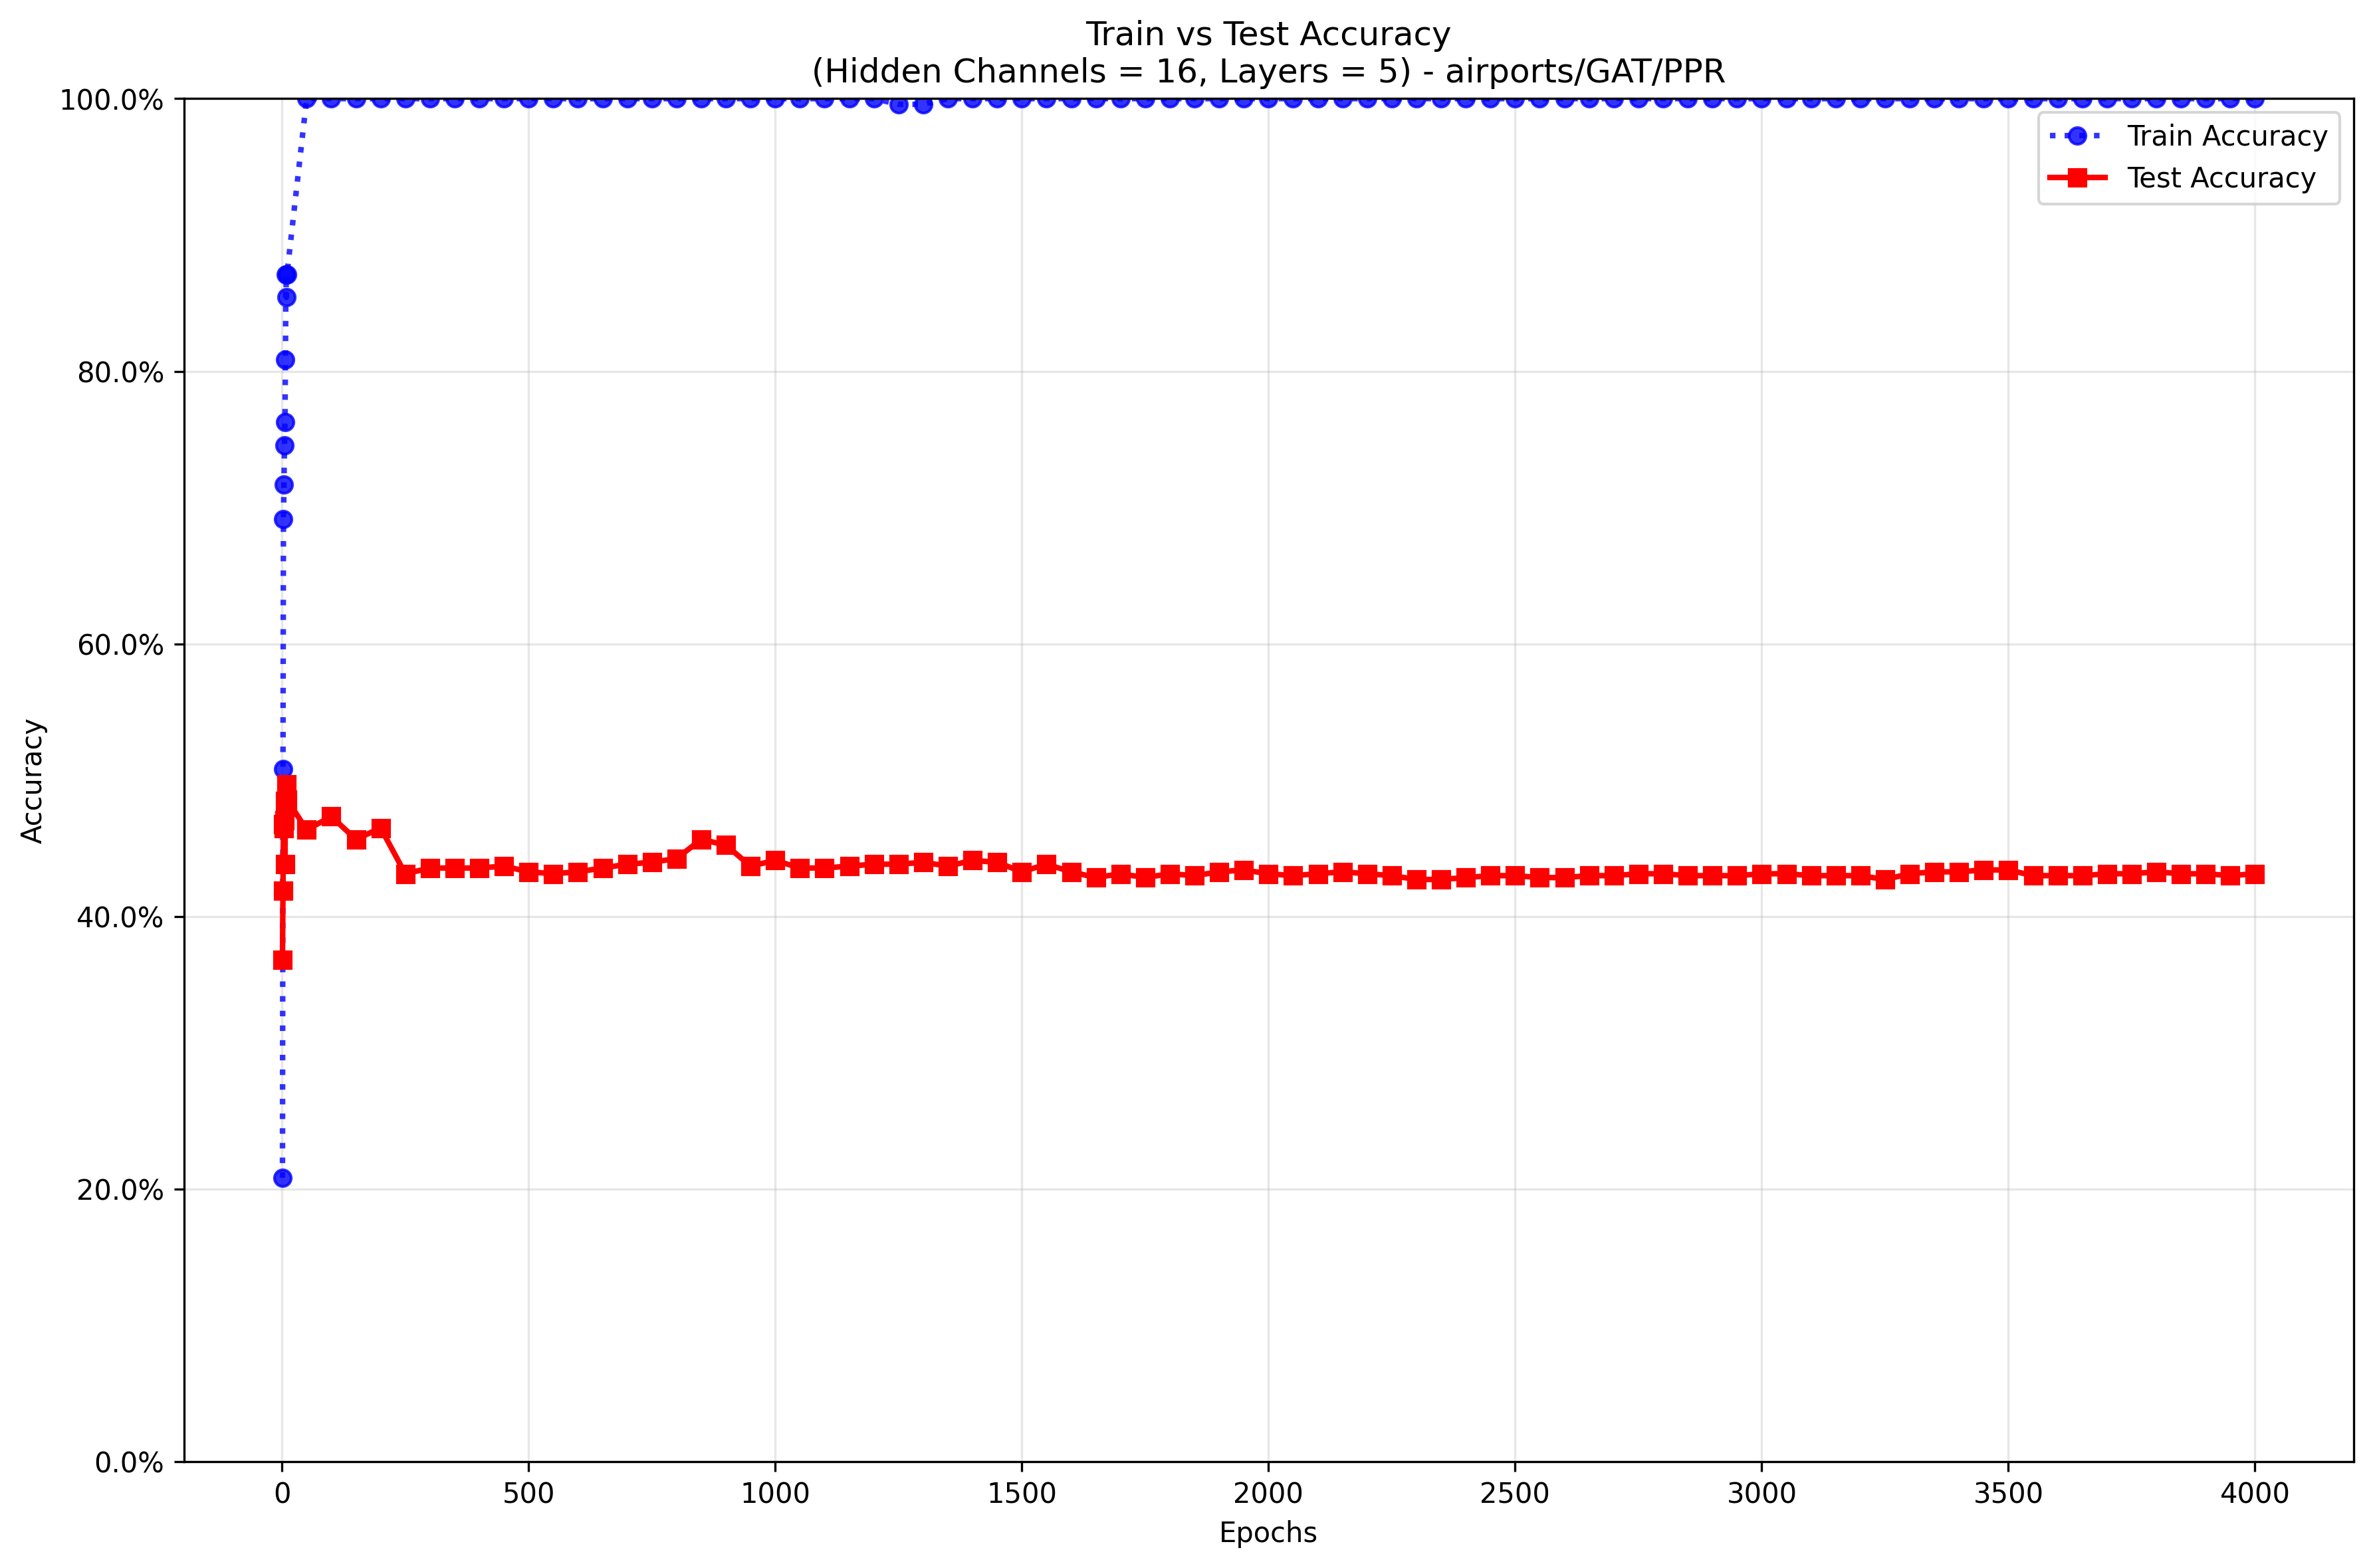 Train vs Test Accuracy
(Hidden Channels = 16, Layers = 5) - airports/GAT/PPR
100.0%
80.0%
60.0%
40.0%
20.0%
0.0%
Accuracy
Train Accuracy
Test Accuracy
0
500
1000
1500
2000
2500
3000
3500
4000
Epochs